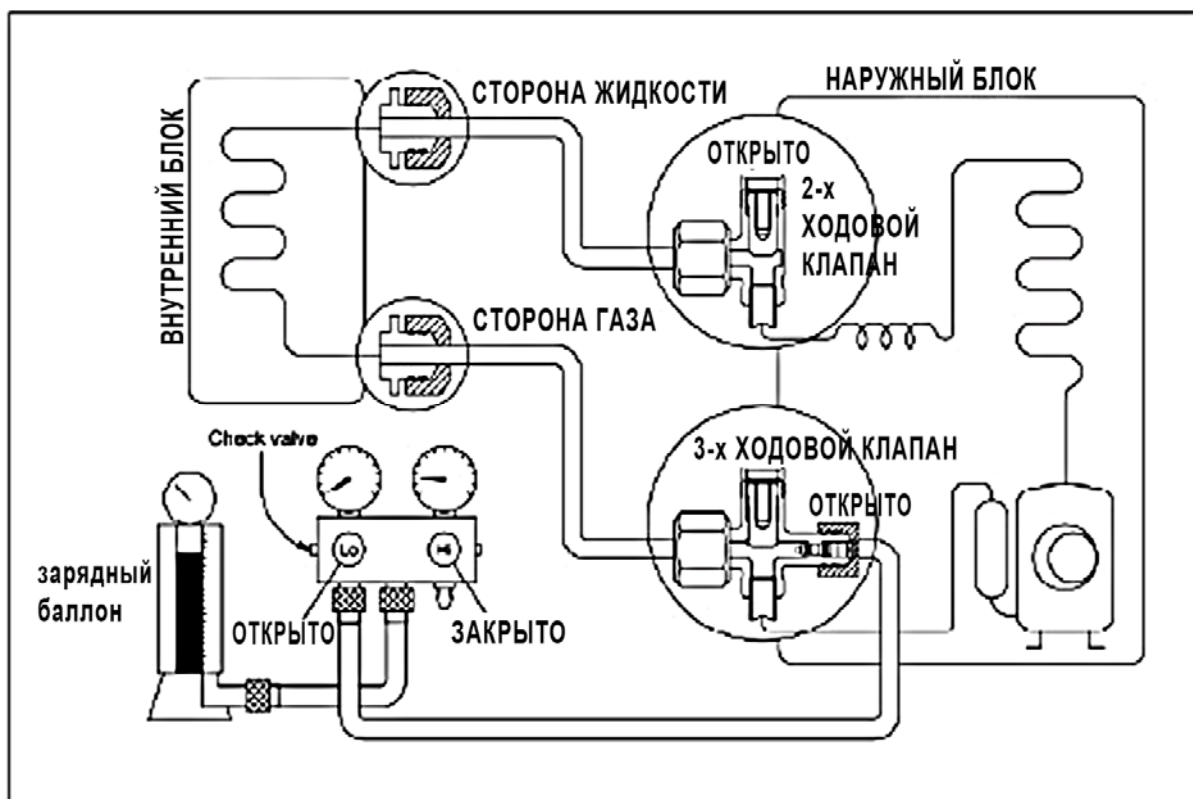 СТОРОНА ЖИДКОСТИ
НАРУЖНЫЙ БЛОК
ВНУТРЕННИЙ БЛОК
ОТКРЫТО
2-х
ХОДОВОЙ
КЛАПАН
СТОРОНА ГАЗА
Check valve
3-х ХОДОВОЙ КЛАПАН
ОТКРЫТО
Lo
Hi
зарядный
баллон
ОТКРЫТО
ЗАКРЫТО